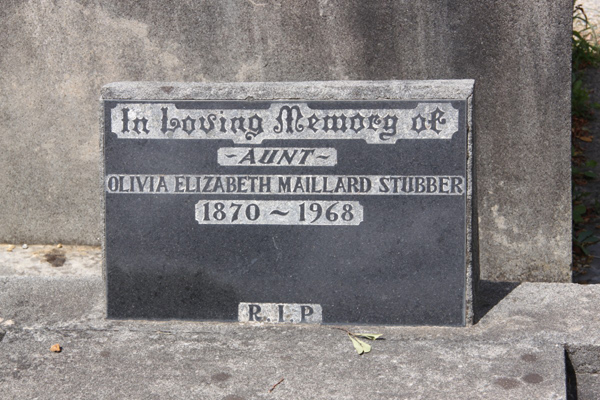 In Loving Memory of
~AUNT~
OLIVIA ELIZABETH MAILLARD STUBBER
1870 ~ 1968
R.I.P